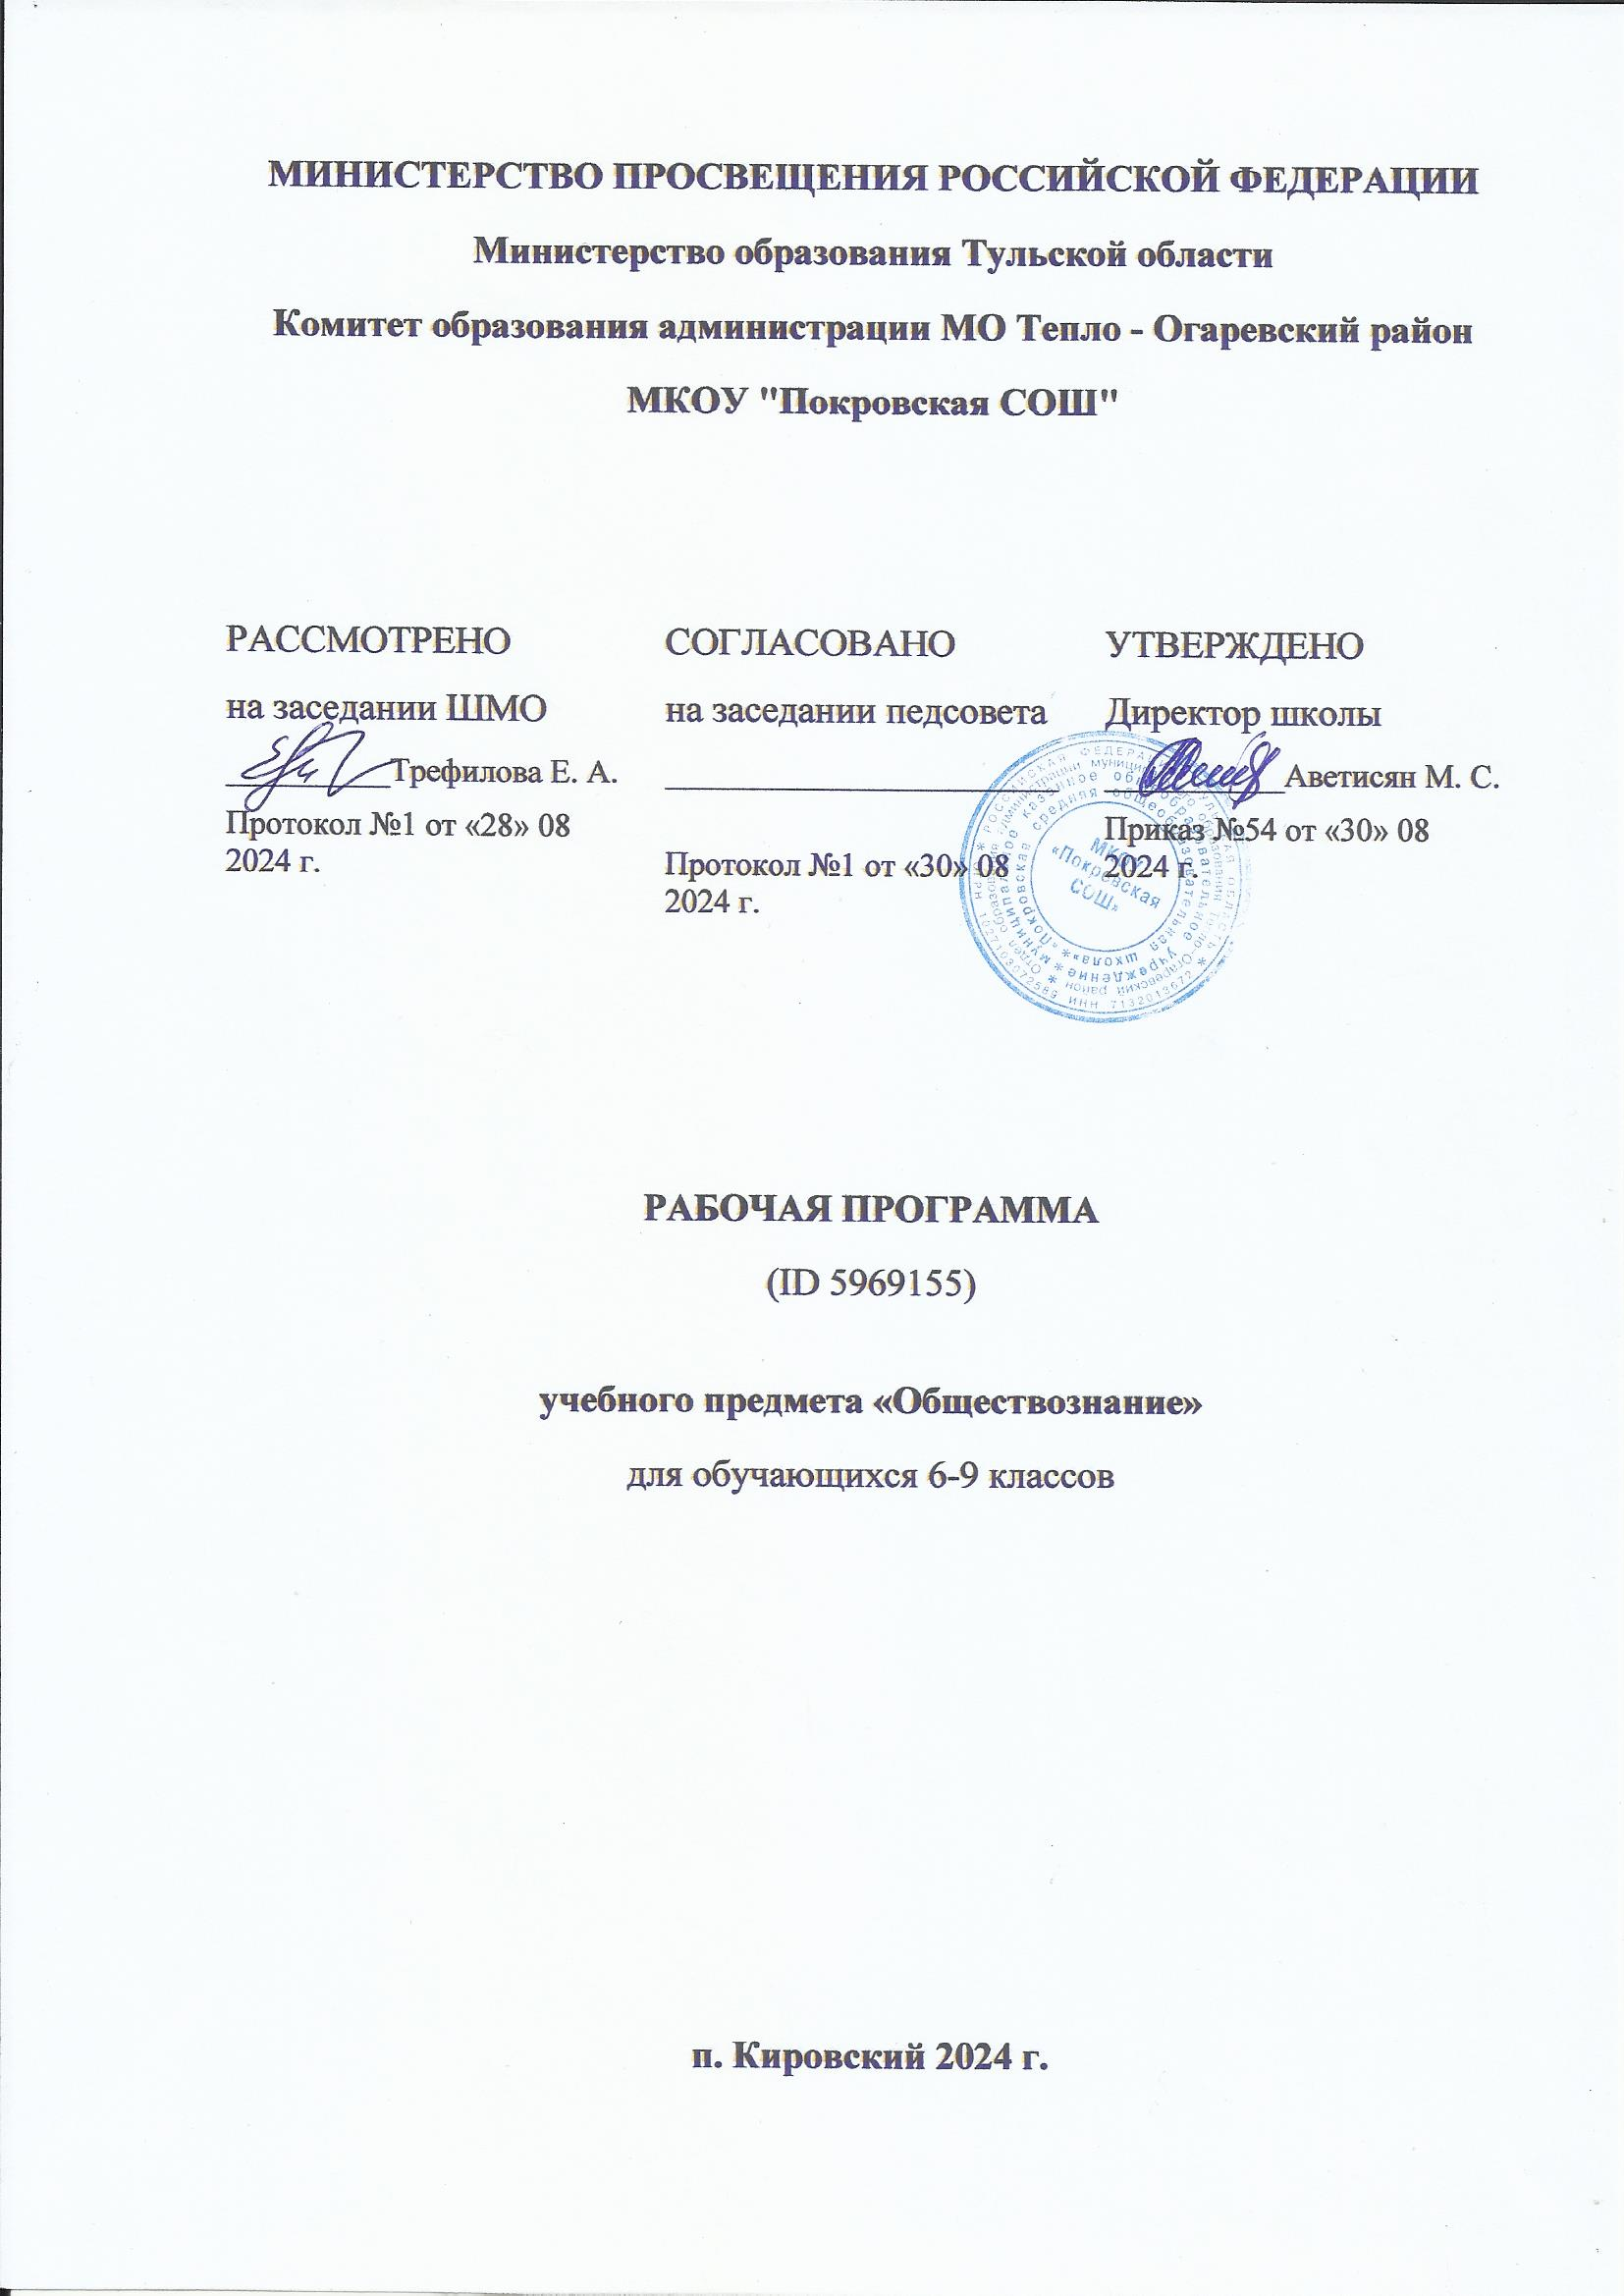 МИНИСТЕРСТВО ПРОСВЕЩЕНИЯ РОССИЙСКОЙ ФЕДЕРАЦИИ
Министерство образования Тульской области
Комитет образования администрации МО Тепло - Огаревский район
МКОУ "Покровская СОШ"
РАССМОТРЕНО
на заседании ШМО
Трефилова Е. А.
Протокол №1 от «28» 08
2024 г.
СОГЛАСОВАНО
на заседании педсовета
Протокол №1 от «30» 08
2024 г.
УТВЕРЖДЕНО
Директор школы
Аветисян М. С.
Приказ №54 от «30» 08
2024 г.
МКОУ
«Покровская
СОШ»
РАБОЧАЯ ПРОГРАММА
(ID 5969155)
учебного предмета «Обществознание»
для обучающихся 6-9 классов
п. Кировский 2024 г.